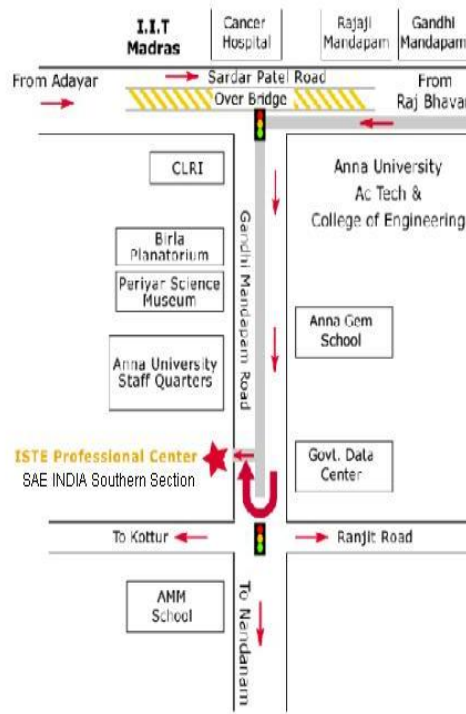 I.I.T
Madras
Cancer
Hospital
Rajaji
Mandapam
Gandhi
Mandapam
From Adayar
Sardar Patel Road
Over Bridge
From
Raj Bhavan
CLRI
Anna University
Ac Tech &
College of Engineering
Birla
Planatorium
Periyar Science
Museum
Gandhi Mandapam Road
Anna Gem
School
Anna University
Staff Quarters
ISTE Professional Center
SAE INDIA Southern Section
Govt. Data
Center
To Kottur
Ranjit Road
AMM
School
To Nandanam